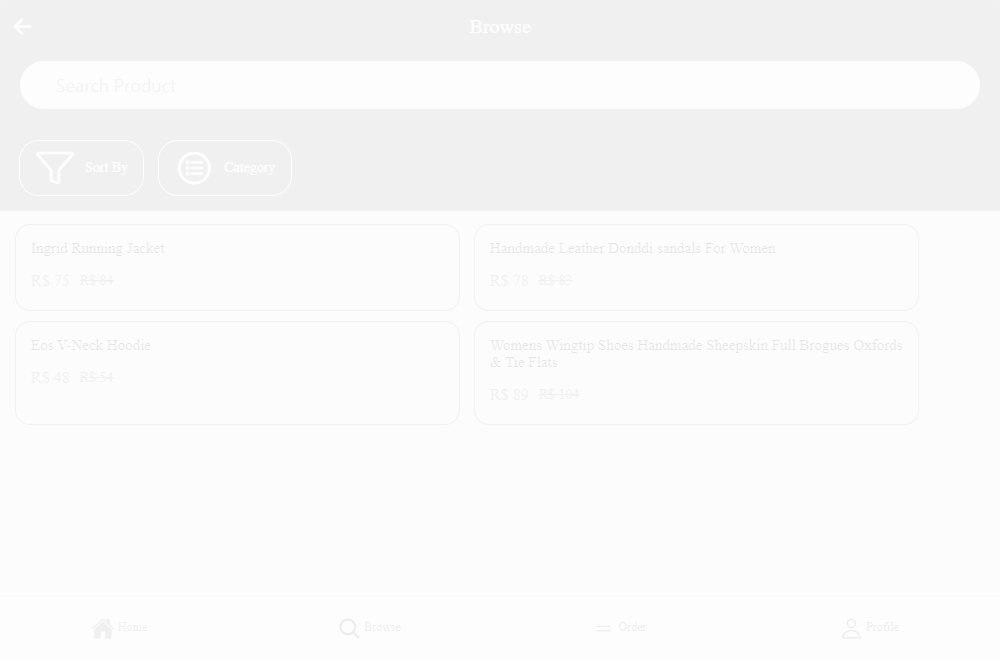 Browse
Search Product
Sort By
Category
Ingrid Running Jacket
R$ 75 R$ 84
Handmade Leather Donddi sandals For Women
R$ 78 R$ 83
Eos V-Neck Hoodie
R$ 48 R$ 54
Womens Wingtip Shoes Handmade Sheepskin Full Brogues Oxfords
& Tie Flats
R$ 89 R$ 104
Home
Browse
Order
Profile